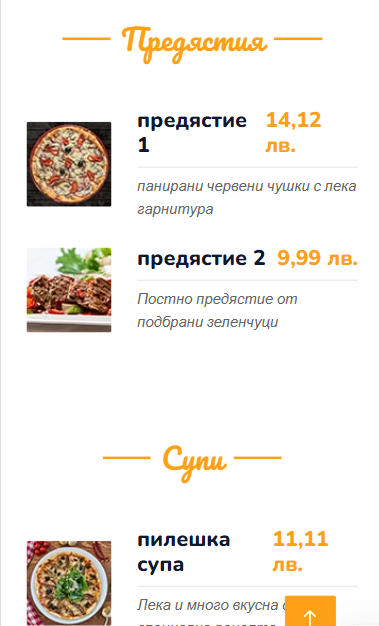 Предястия
предястие 14,12
1 лв.
панирани червени чушки с лека
гарнитура
предястие 2 9,99 лв.
Постно предястие от
подбрани зеленчуци
Супи
пилешка 11,11
супа лв.
Лека и много вкусна